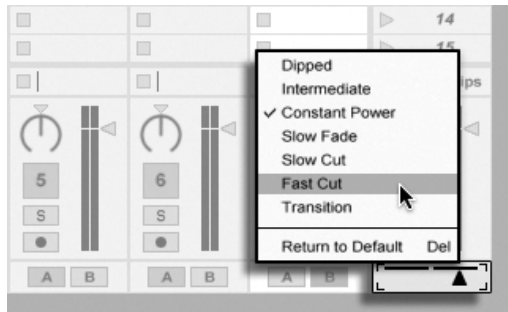 14
15
ips
Dipped
Intermediate
Constant Power
Slow Fade
Slow Cut
Fast Cut
Transition
Return to Default Del
5 6
S S
A B A B A B